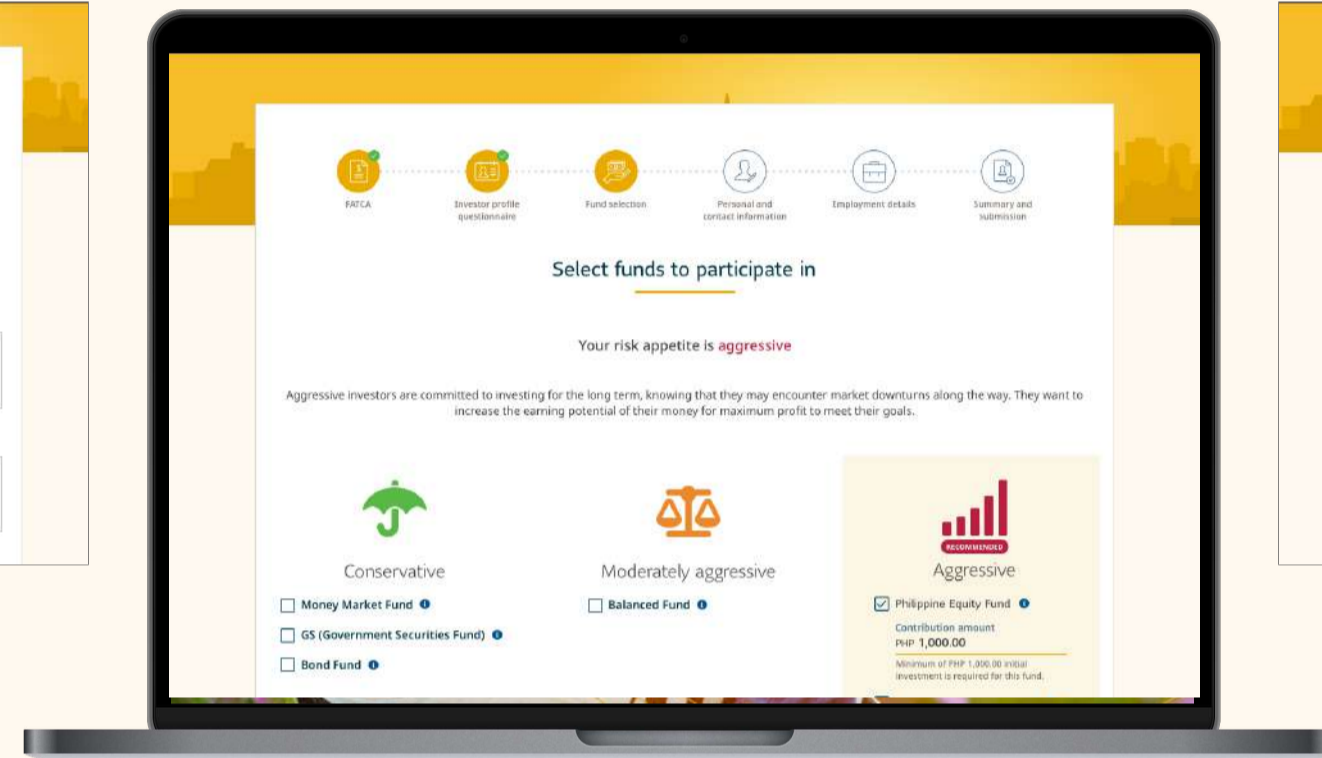 FATCA
Investor profile
questionnaire
Fund selection
Personal and
contact information
Employment details
Summary and
submission
Select funds to participate in
Your risk appetite is aggressive
Aggressive investors are committed to investing for the long term, knowing that they may encounter market downturns along the way. They want to
increase the earning potential of their money for maximum profit to meet their goals.
Conservative
Money Market Fund
GS (Government Securities Fund)
Bond Fund
Moderately aggressive
Balanced Fund
RECOMMENDED
Aggressive
Philippine Equity Fund
Contribution amount
PHP 1,000.00
Minimum of PHP 1,000.00 initial
investment is required for this fund.